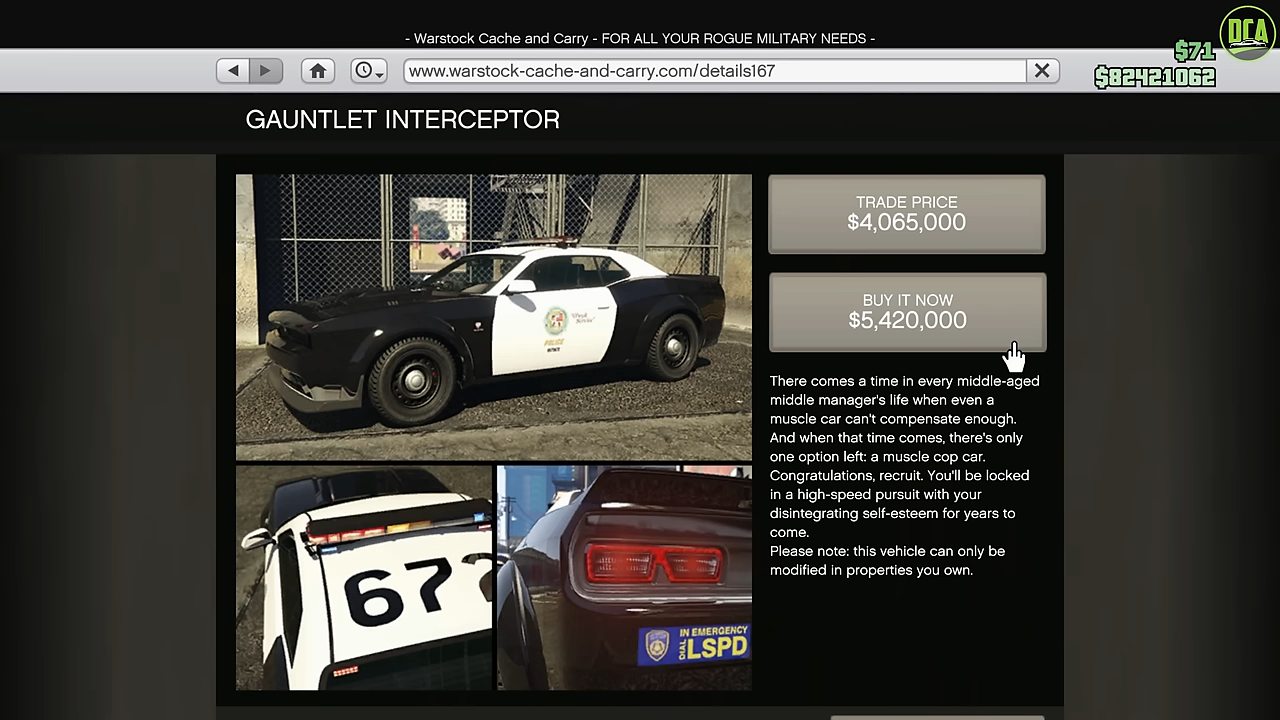 - Warstock Cache and Carry - FOR ALL YOUR ROGUE MILITARY NEEDS -
DCA
$71
www.warstock-cache-and-carry.com/details167
$82421062
GAUNTLET INTERCEPTOR
TRADE PRICE
$4,065,000
BUY IT NOW
$5,420,000
POLICE
There comes a time in every middle-aged
middle manager's life when even a
muscle car can't compensate enough.
And when that time comes, there's only
one option left: a muscle cop car.
Congratulations, recruit. You'll be locked
in a high-speed pursuit with your
disintegrating self-esteem for years to
come.
Please note: this vehicle can only be
modified in properties you own.
67
IN EMERGENCY
DIAL LSPD